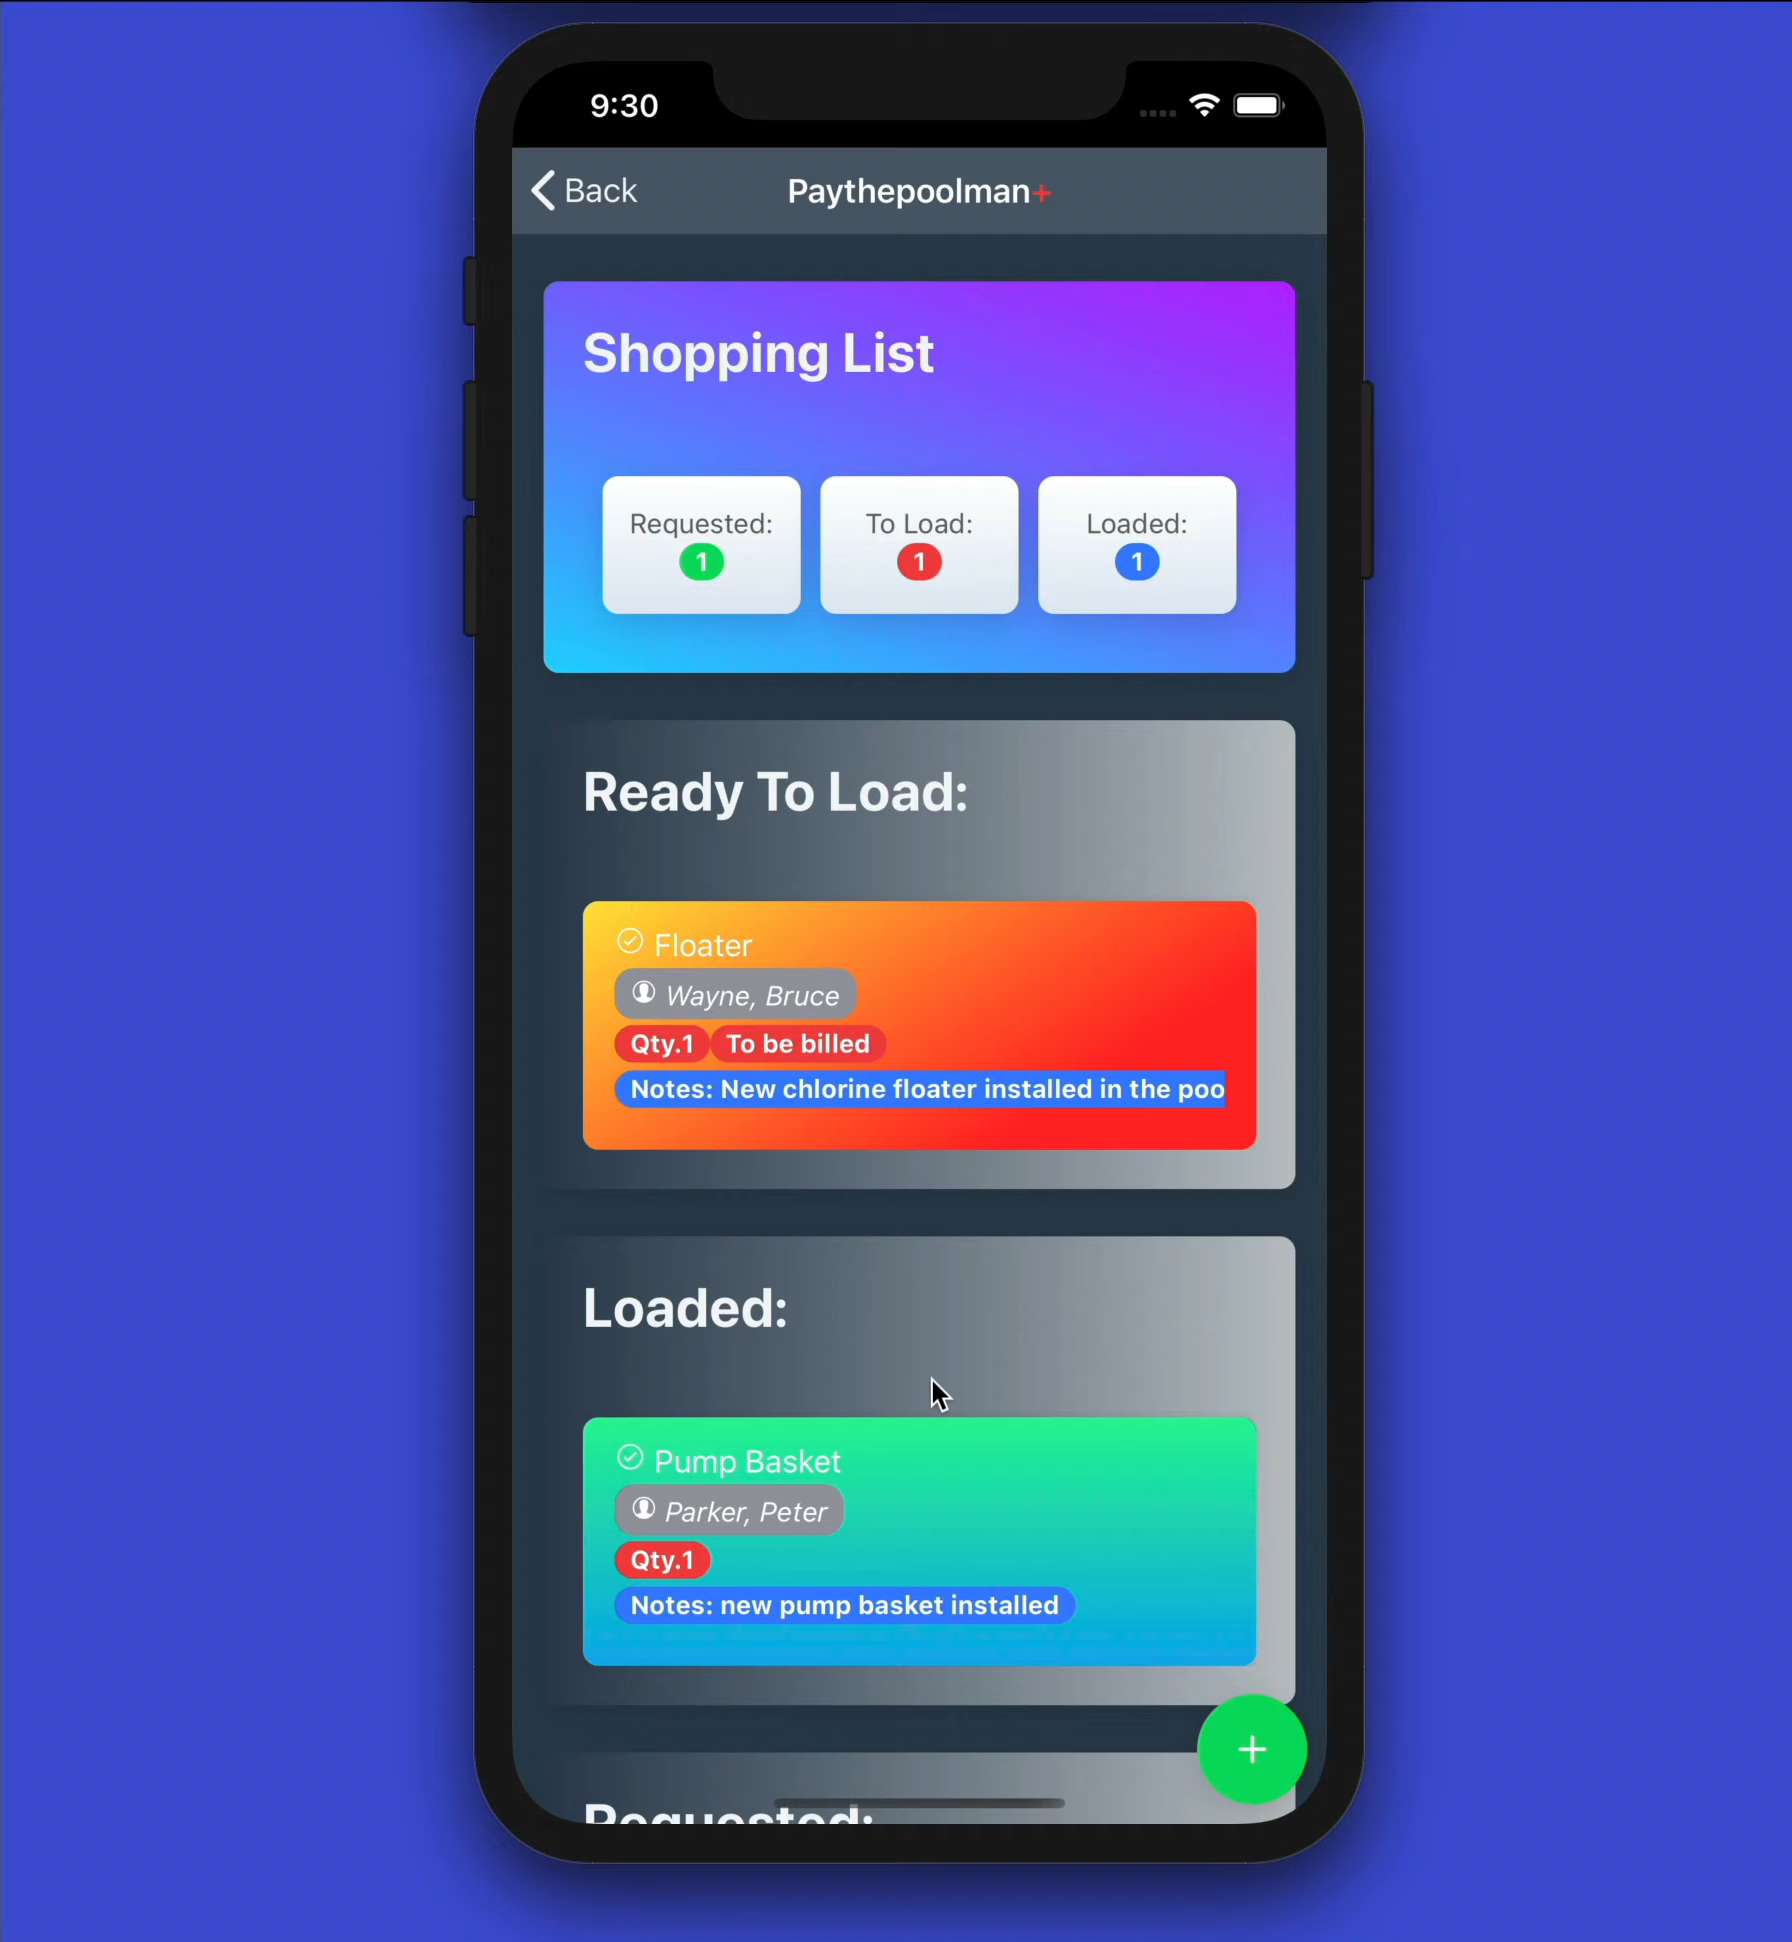 9:30
Back
Paythepoolman+
Shopping List
Requested:
1
To Load:
1
Loaded:
1
Ready To Load:
Floater
Wayne, Bruce
Qty.1 To be billed
Notes: New chlorine floater installed in the poo
Loaded:
Pump Basket
Parker, Peter
Qty.1
Notes: new pump basket installed
+
Requested: